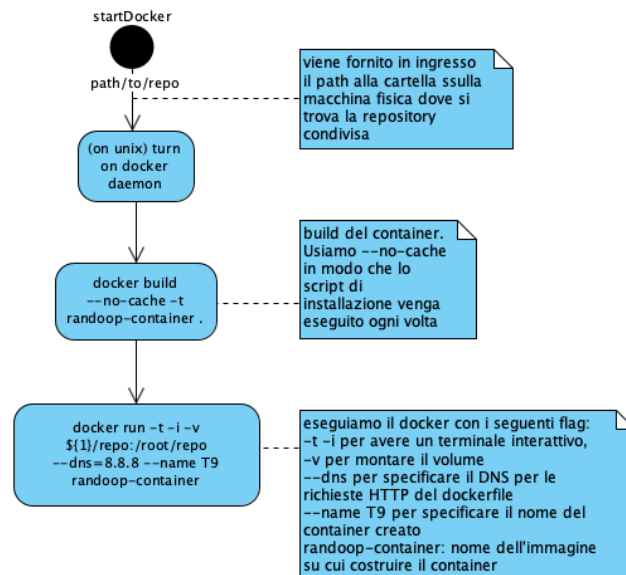 startDocker
path/to/repo
viene fornito in ingresso
il path alla cartella ssulla
macchina fisica dove si
trova la repository
condivisa
(on unix) turn
on docker
daemon
build del container.
Usiamo --no-cache
in modo che lo
script di
installazione venga
eseguito ogni volta
docker build
--no-cache -t
randoop-container .
docker run -t -i -v
${1}/repo:/root/repo
--dns=8.8.8 --name T9
randoop-container
eseguiamo il docker con i seguenti flag:
-t -i per avere un terminale interattivo,
-v per montare il volume
--dns per specificare il DNS per le
richieste HTTP del dockerfile
--name T9 per specificare il nome del
container creato
randoop-container: nome dell'immagine
su cui costruire il container